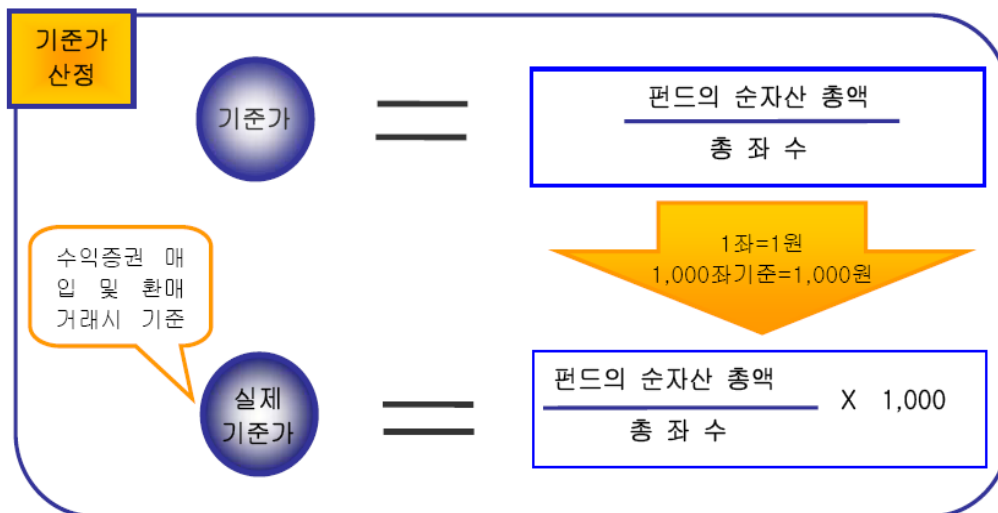 기준가
산정
기준가
펀드의 순자산 총액
총 좌 수
1좌=1원
1,000좌기준=1,000원
수익증권 매
입 및 환매
거래시 기준
실제
기준가
펀드의 순자산 총액
총 좌 수
X 1,000